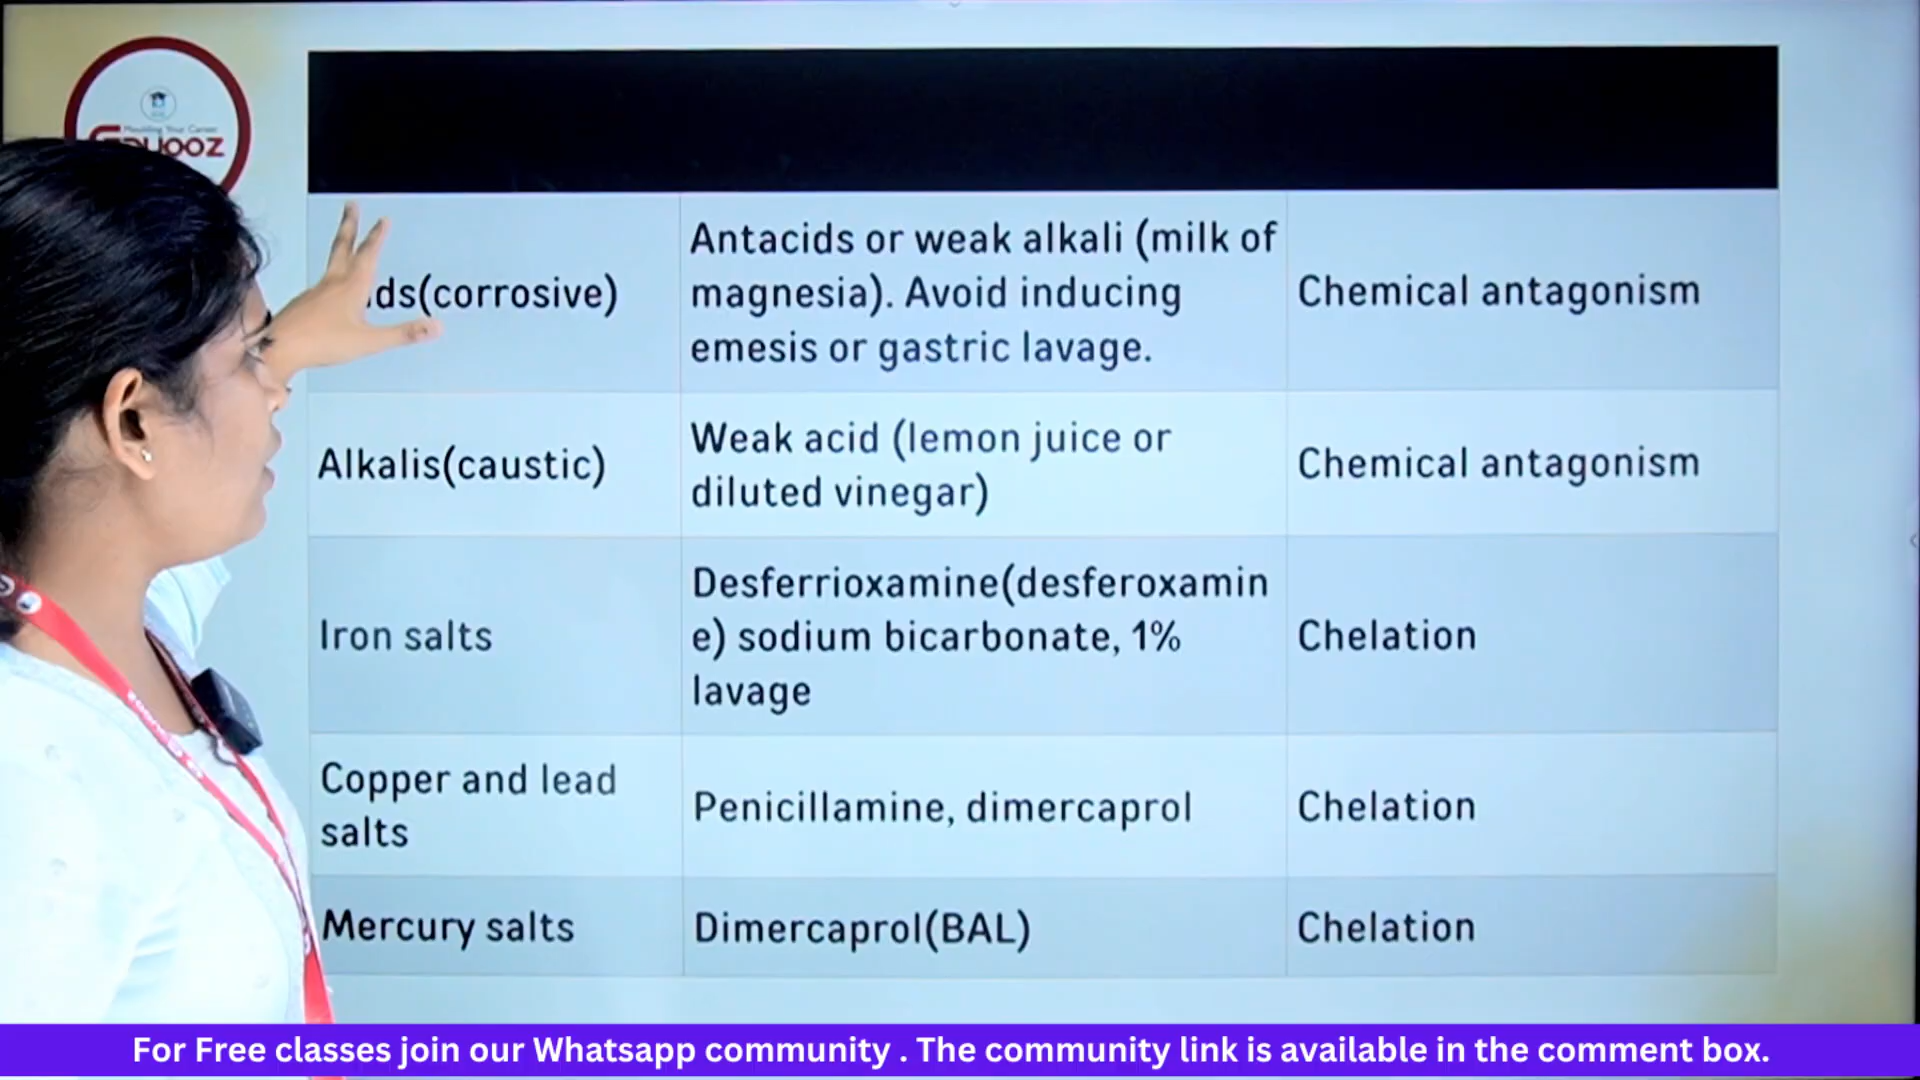 Moulding Your Career
ds(corrosive)
Antacids or weak alkali (milk of
magnesia). Avoid inducing
emesis or gastric lavage.
Chemical antagonism
Alkalis(caustic)
Weak acid (lemon juice or
diluted vinegar)
Chemical antagonism
Iron salts
Desferrioxamine(desferoxamin
e) sodium bicarbonate, 1%
lavage
Chelation
Copper and lead
salts
Penicillamine, dimercaprol
Chelation
Mercury salts
Dimercaprol(BAL)
Chelation
For Free classes join our Whatsapp community . The community link is available in the comment box.